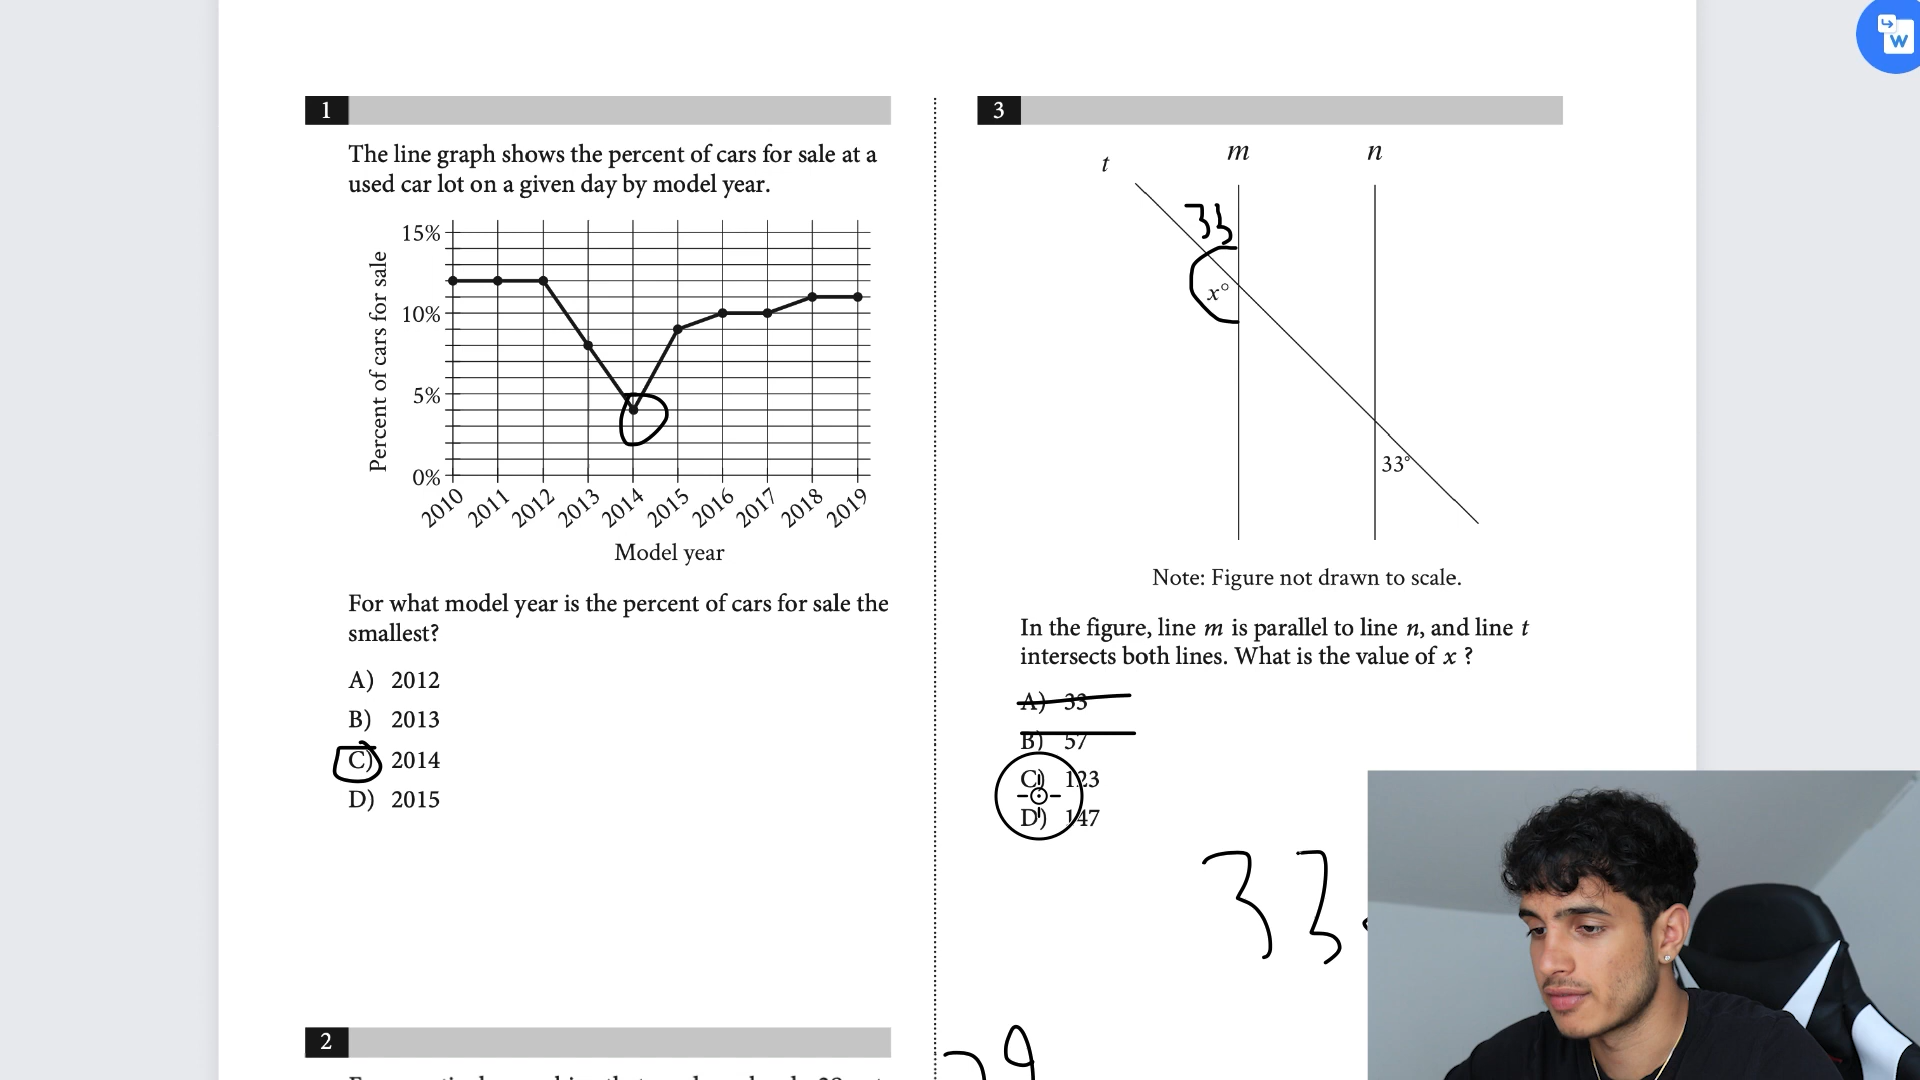 1
The line graph shows the percent of cars for sale at a
used car lot on a given day by model year.
Percent of cars for sale
15%
10%
5%
0%
2010 2011 2012 2013 2014 2015 2016 2017 2018 2019
Model year
For what model year is the percent of cars for sale the
smallest?
A) 2012
B) 2013
C) 2014
D) 2015
2
3
t m n
33
x°
33°
Note: Figure not drawn to scale.
In the figure, line m is parallel to line n, and line t
intersects both lines. What is the value of x ?
A) 33
B) 57
C) 123
D) 147
33
W